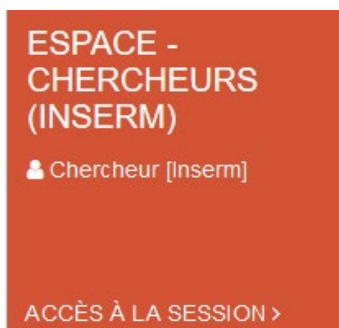 ESPACE -
CHERCHEURS
(INSERM)
Chercheur [Inserm]
ACCÈS À LA SESSION >